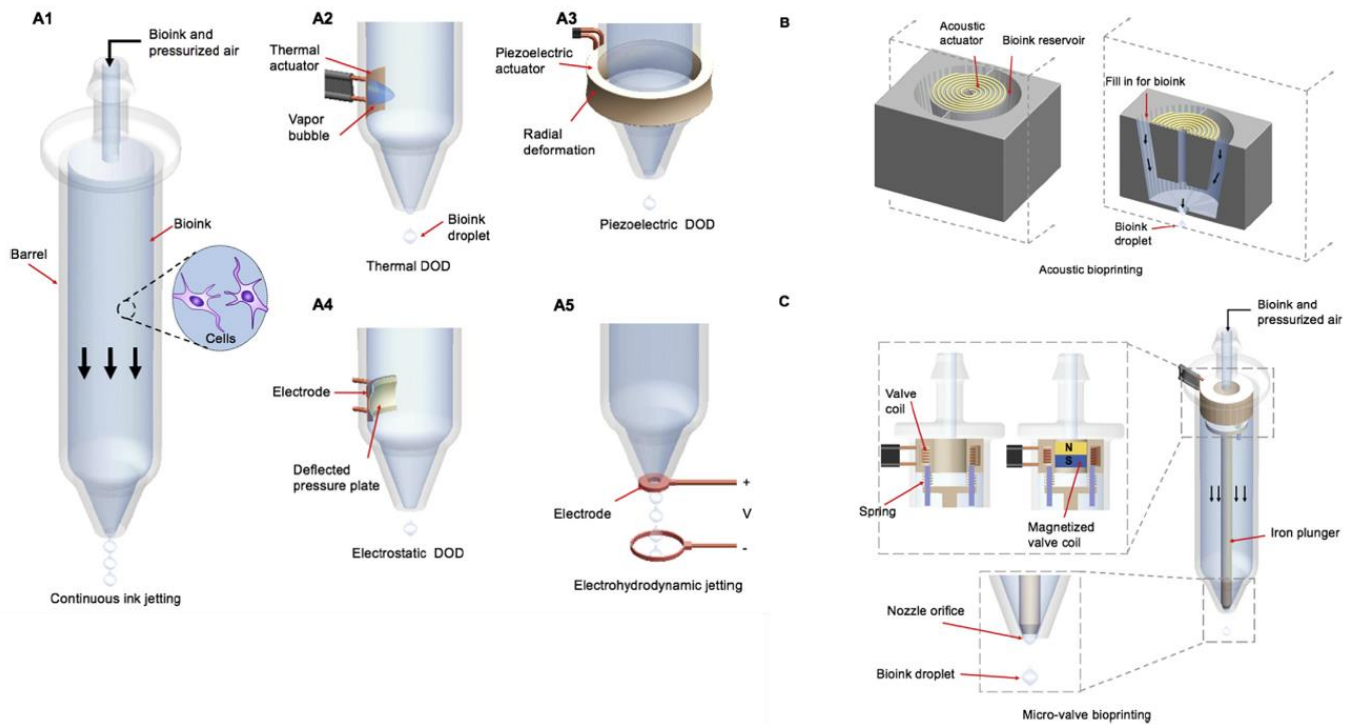 A1
Bioink and
pressurized air
Bioink
Barrel
Cells
Continuous ink jetting
A2
Thermal
actuator
Vapor
bubble
Bioink
droplet
Thermal DOD
A3
Piezoelectric
actuator
Radial
deformation
Piezoelectric DOD
A4
Electrode
Deflected
pressure plate
Electrostatic DOD
A5
+
V
-
Electrode
Electrohydrodynamic jetting
B
Acoustic
actuator
Bioink reservoir
Fill in for bioink
Bioink
droplet
Acoustic bioprinting
C
Bioink and
pressurized air
Valve
coil
N
S
Spring
Magnetized
valve coil
Iron plunger
Nozzle orifice
Bioink droplet
Micro-valve bioprinting